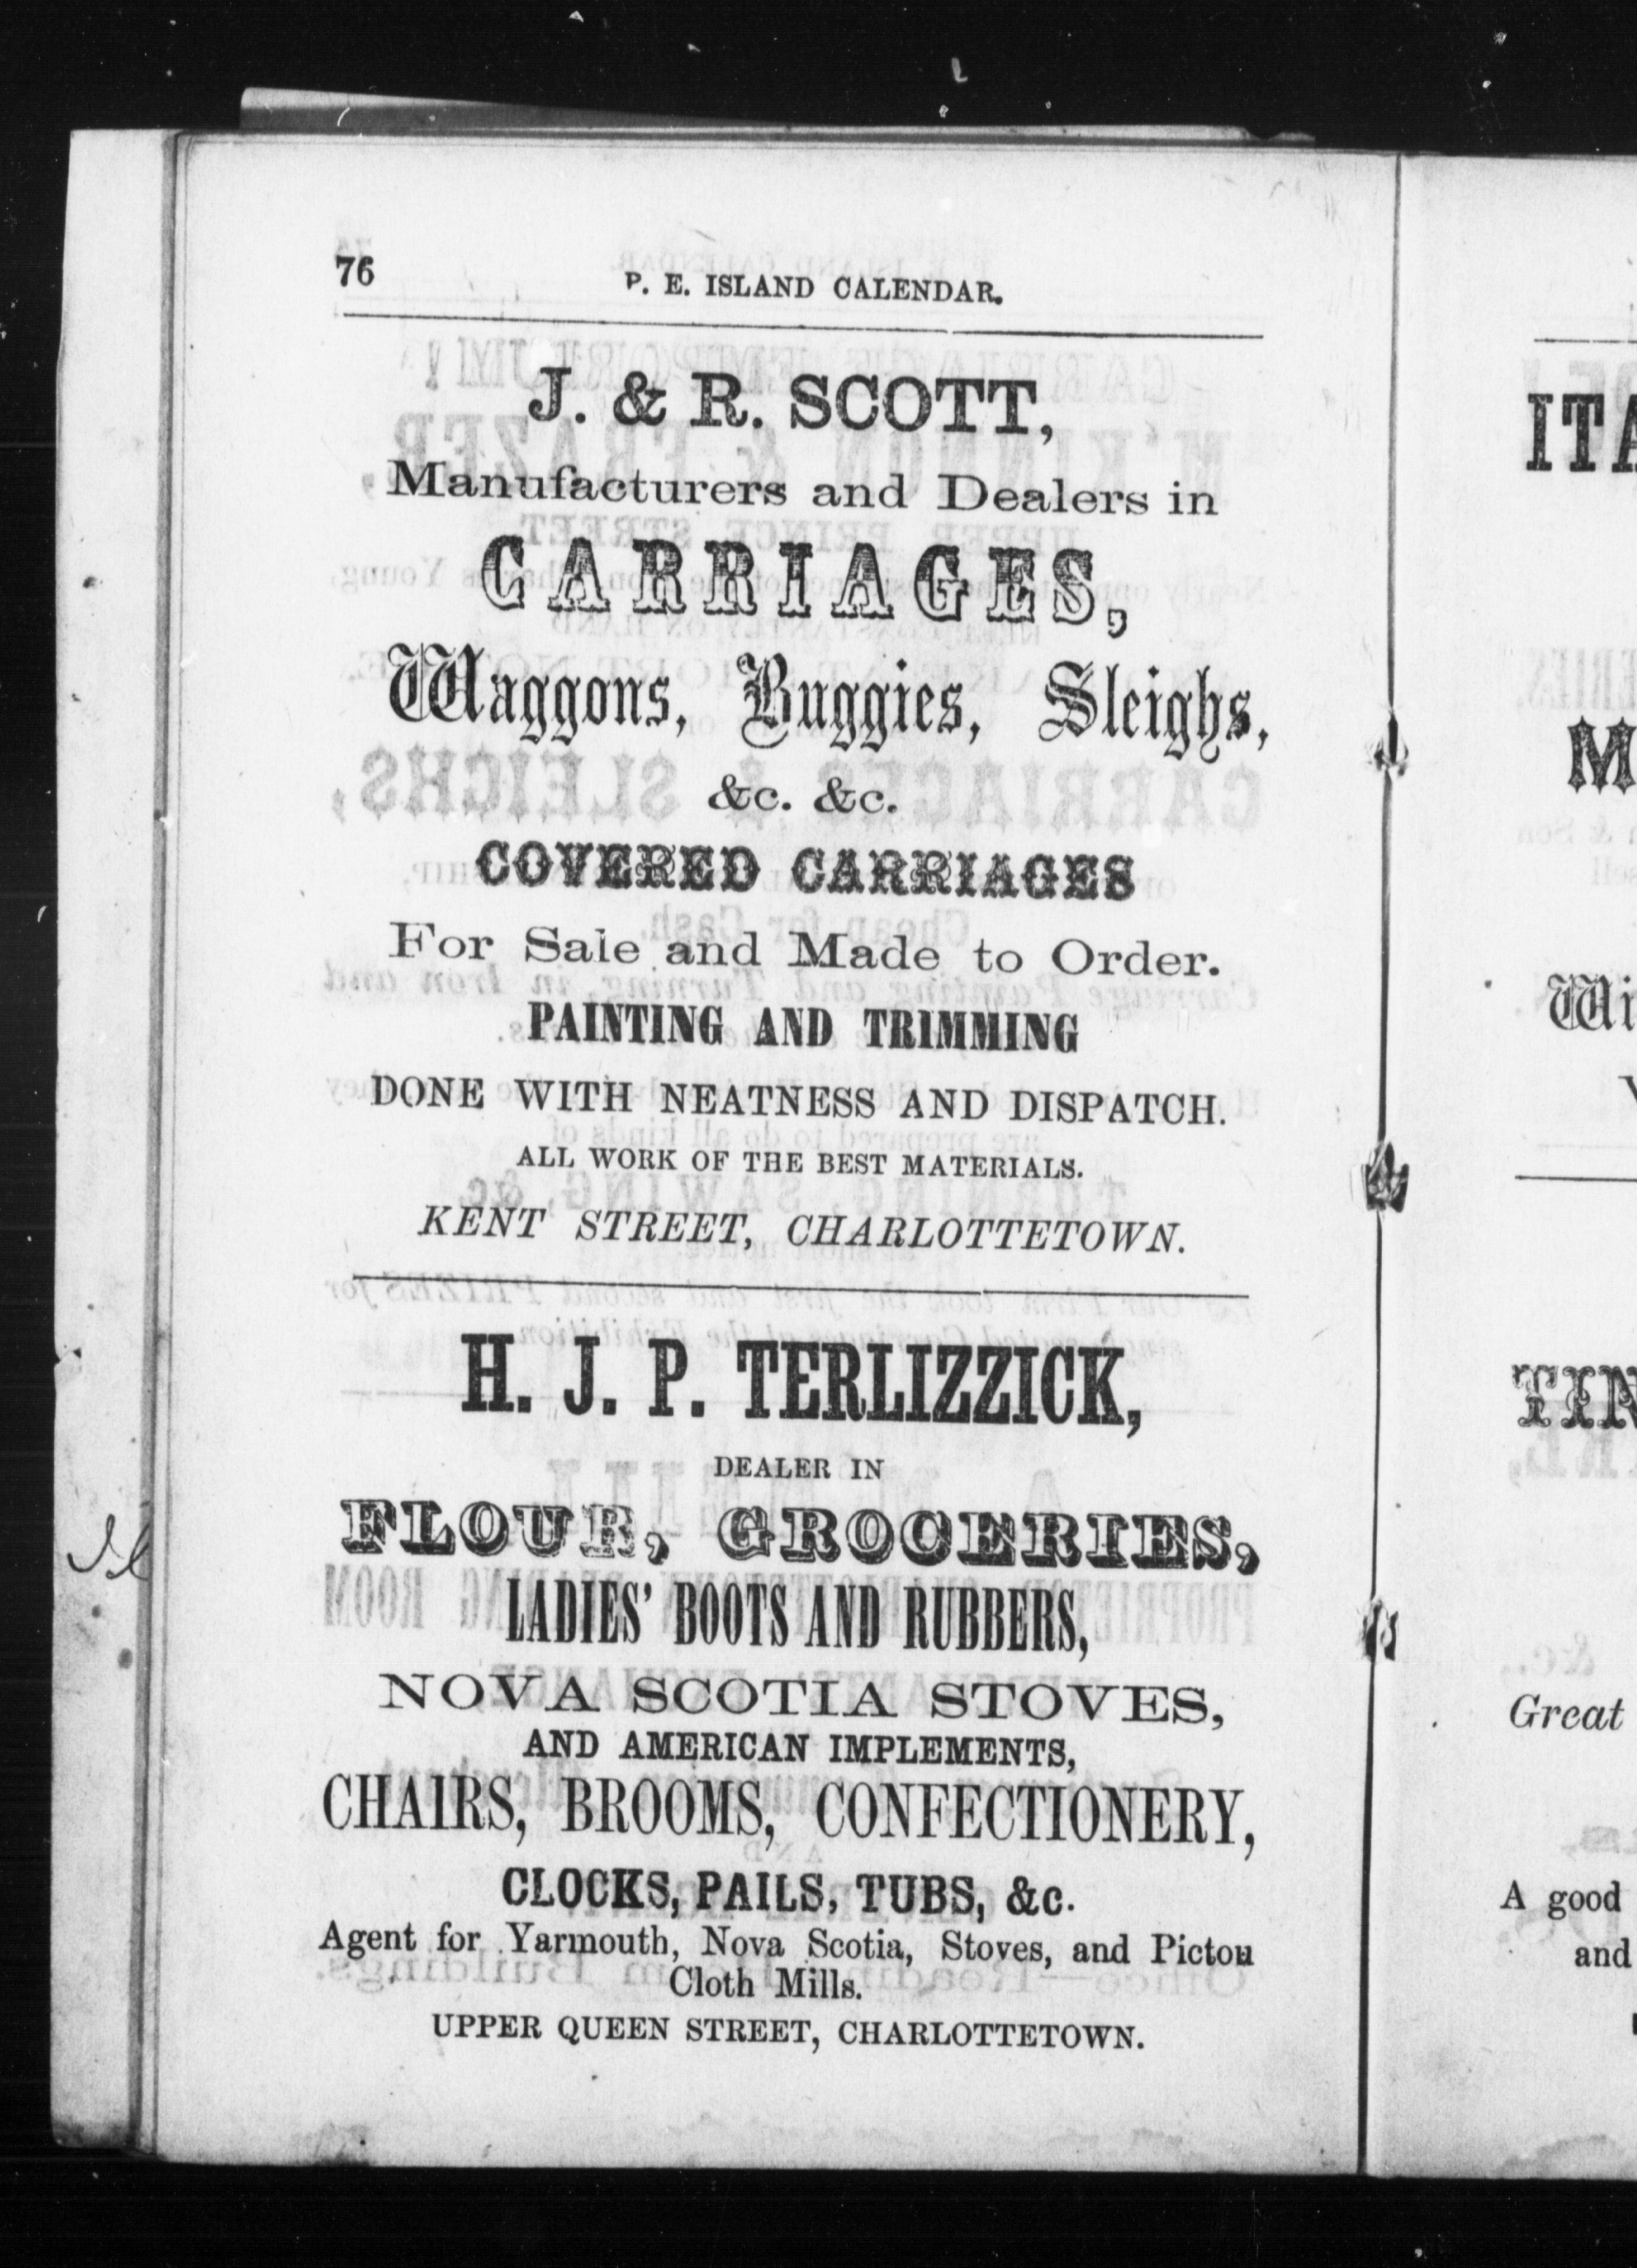 76
P. E. ISLAND CALENDAR.
J. & R. SCOTT,
Manufacturers and Dealers in
CARRIAGES,
Waggons, Buggies, Sleighs,
&c. &c.
COVERED CARRIAGES
For Sale and Made to Order.
PAINTING AND TRIMMING
DONE WITH NEATNESS AND DISPATCH.
ALL WORK OF THE BEST MATERIALS.
KENT STREET, CHARLOTTETOWN.
H. J. P. TERLIZZICK,
DEALER IN
FLOUR, GROCERIES,
LADIES' BOOTS AND RUBBERS,
NOVA SCOTIA STOVES,
AND AMERICAN IMPLEMENTS,
CHAIRS, BROOMS, CONFECTIONERY,
CLOCKS, PAILS, TUBS, &c.
Agent for Yarmouth, Nova Scotia, Stoves, and Pictou
Cloth Mills.
UPPER QUEEN STREET, CHARLOTTETOWN.
Great
A good
and